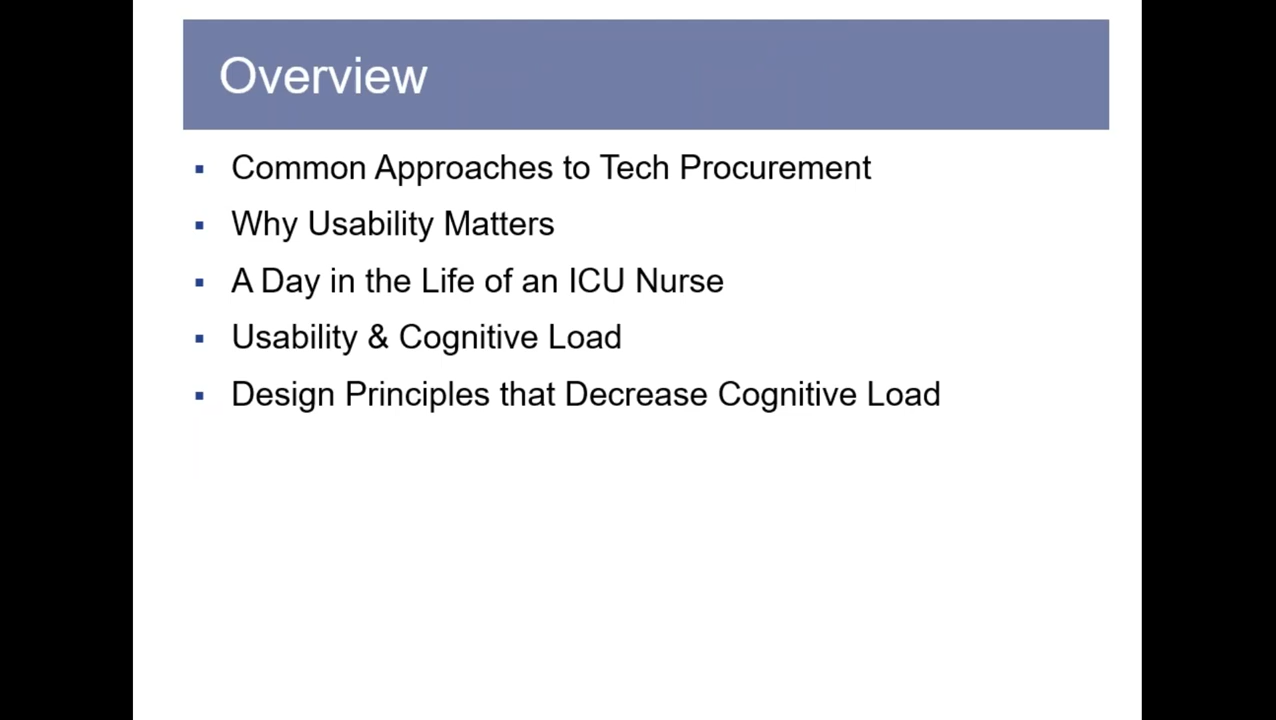 Overview
Common Approaches to Tech Procurement
Why Usability Matters
A Day in the Life of an ICU Nurse
Usability & Cognitive Load
Design Principles that Decrease Cognitive Load